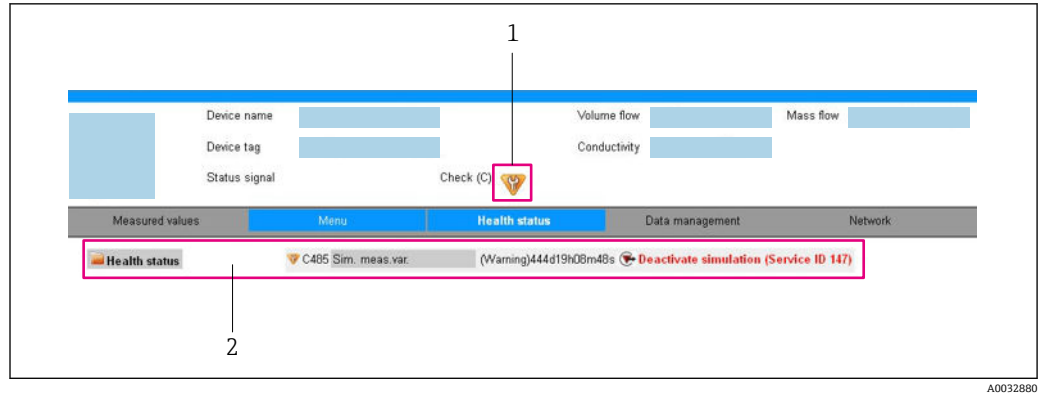 1
Device name Volume flow Mass flow
Device tag Conductivity
Status signal Check (C)
Measured values Menu Health status Data management Network
Health status C485 Sim. meas.var. (Warning)444d19h08m48s Deactivate simulation (Service ID 147)
2
A0032880